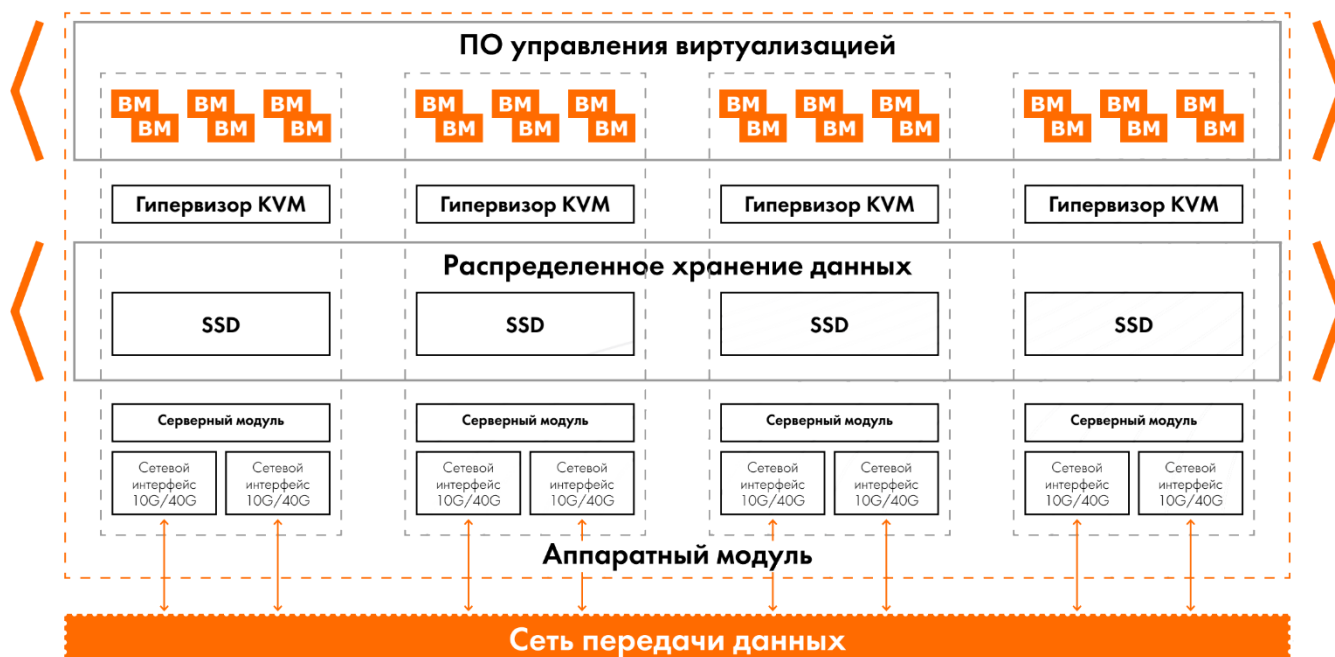 ПО управления виртуализацией
ВМ ВМ ВМ ВМ ВМ ВМ ВМ ВМ ВМ ВМ ВМ ВМ
ВМ ВМ ВМ ВМ ВМ ВМ ВМ ВМ ВМ ВМ ВМ ВМ
Гипервизор KVM Гипервизор KVM Гипервизор KVM Гипервизор KVM
Распределенное хранение данных
SSD SSD SSD SSD
Серверный модуль Серверный модуль Серверный модуль Серверный модуль
Сетевой Сетевой Сетевой Сетевой Сетевой Сетевой Сетевой Сетевой
интерфейс интерфейс интерфейс интерфейс интерфейс интерфейс интерфейс интерфейс
10G/40G 10G/40G 10G/40G 10G/40G 10G/40G 10G/40G 10G/40G 10G/40G
Аппаратный модуль
Сеть передачи данных